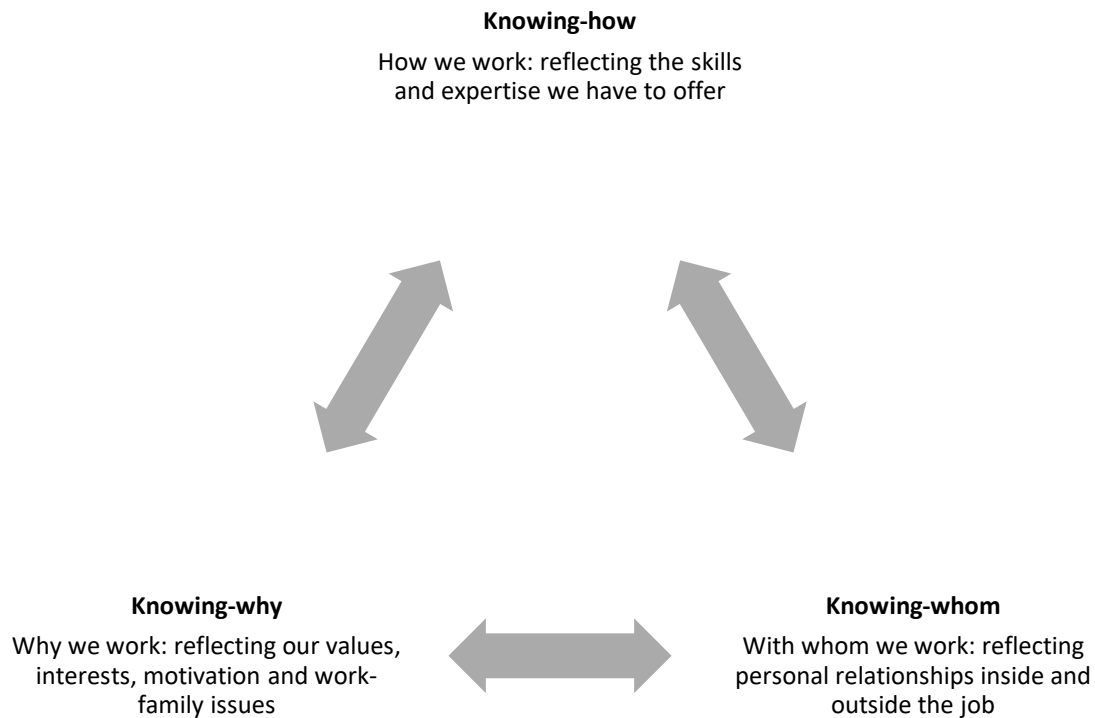 Knowing-how
How we work: reflecting the skills
and expertise we have to offer
Knowing-why
Why we work: reflecting our values,
interests, motivation and work-
family issues
Knowing-whom
With whom we work: reflecting
personal relationships inside and
outside the job